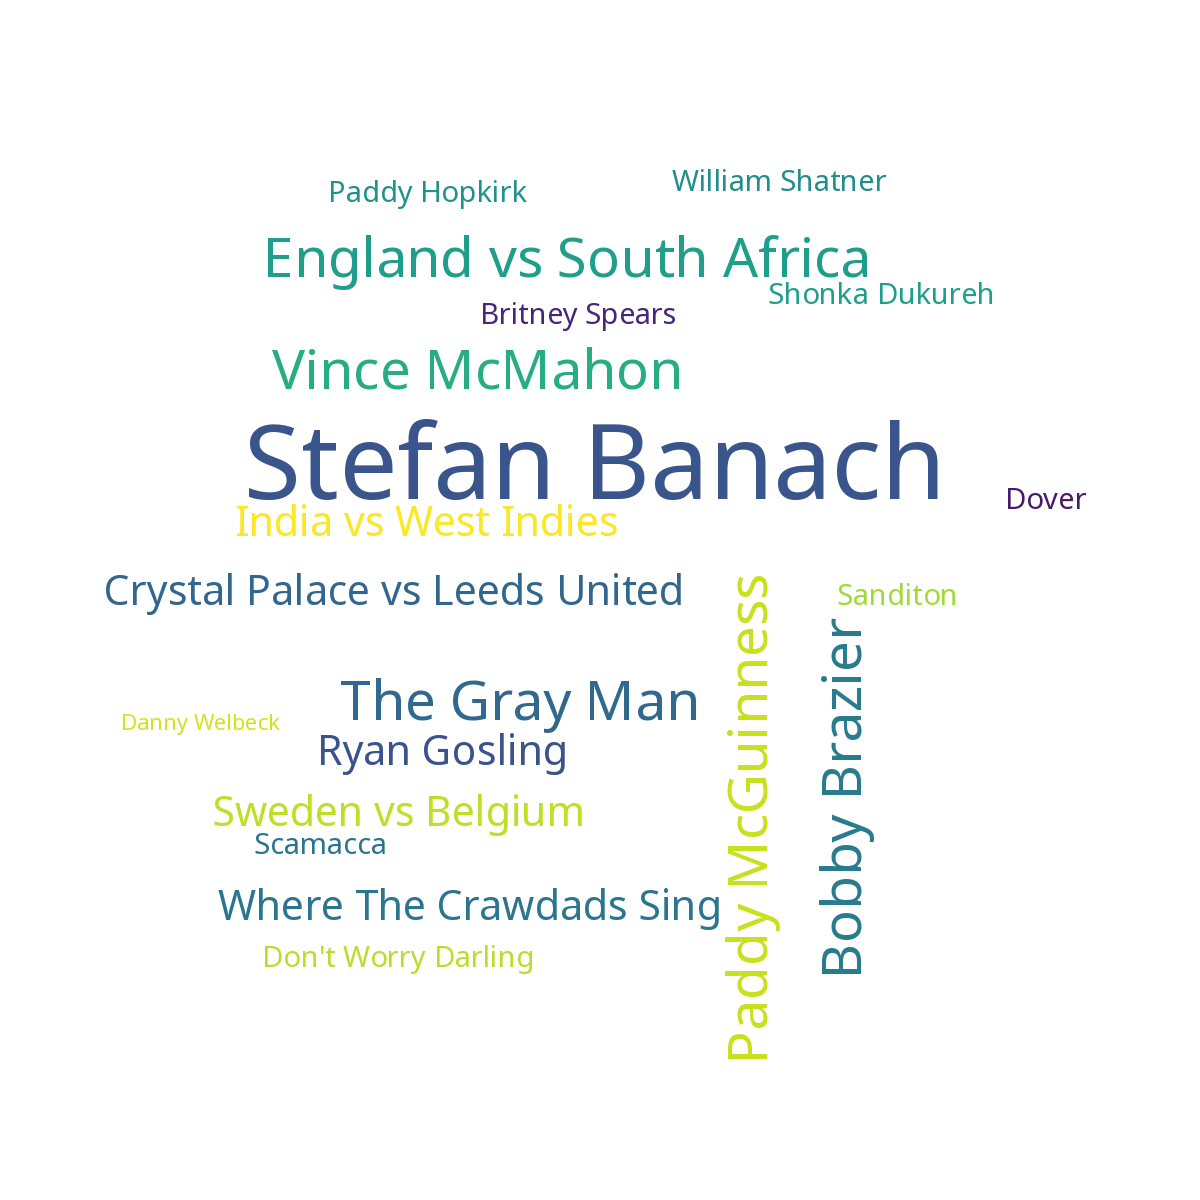 Paddy Hopkirk
William Shatner
England vs South Africa
Shonka Dukureh
Britney Spears
Vince McMahon
Stefan Banach
Dover
India vs West Indies
Crystal Palace vs Leeds United
Sanditon
Paddy McGuinness
Bobby Brazier
The Gray Man
Danny Welbeck
Ryan Gosling
Sweden vs Belgium
Scamacca
Where The Crawdads Sing
Don't Worry Darling